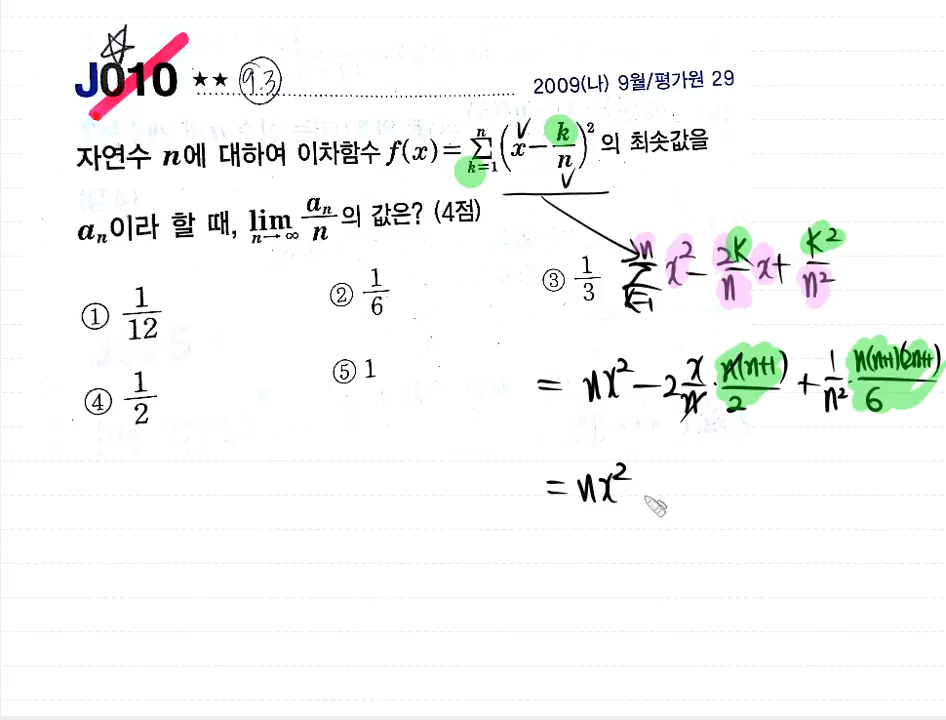 J010 ★★ 9.3 2009(나) 9월/평가원 29
자연수 n에 대하여 이차함수 f(x)=∑_{k=1}^{n}(x-k/n)²의 최솟값을
a_n이라 할 때, lim_{n→∞} a_n/n의 값은? (4점)
① 1/12
② 1/6
③ 1/3
④ 1/2
⑤ 1
∑_{k=1}^{n} x² - 2k/n x + k²/n²
= nx² - 2 x/n · n(n+1)/2 + 1/n² · n(n+1)(2n+1)/6
= nx²